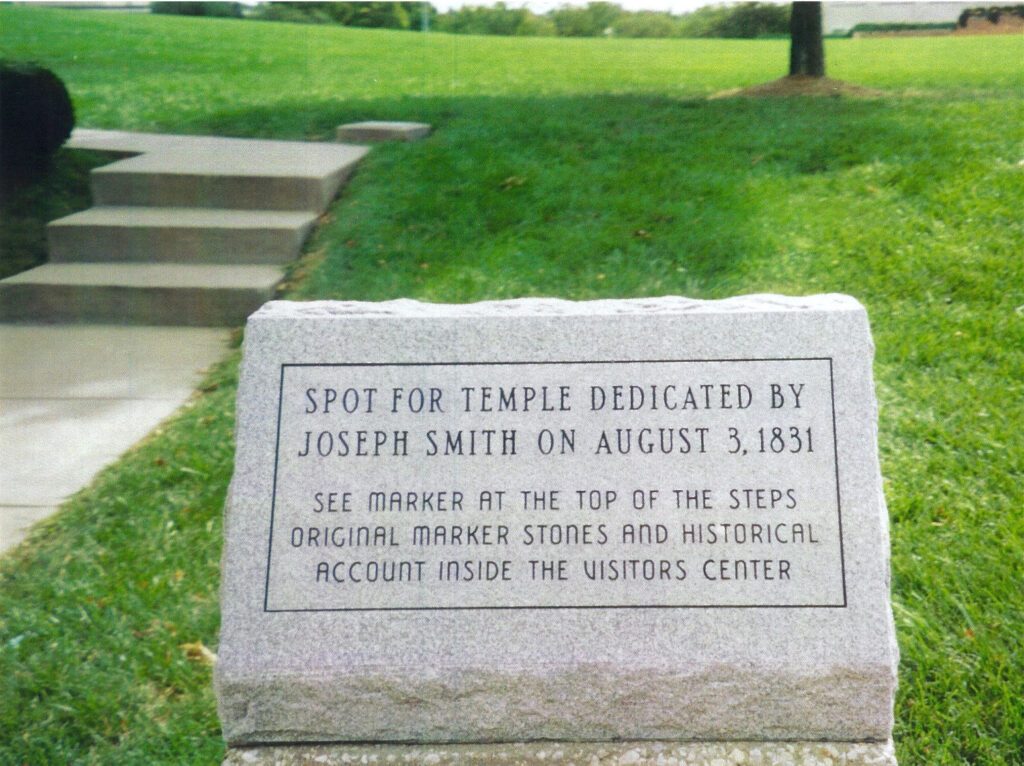 SPOT FOR TEMPLE DEDICATED BY
JOSEPH SMITH ON AUGUST 3, 1831
SEE MARKER AT THE TOP OF THE STEPS
ORIGINAL MARKER STONES AND HISTORICAL
ACCOUNT INSIDE THE VISITORS CENTER